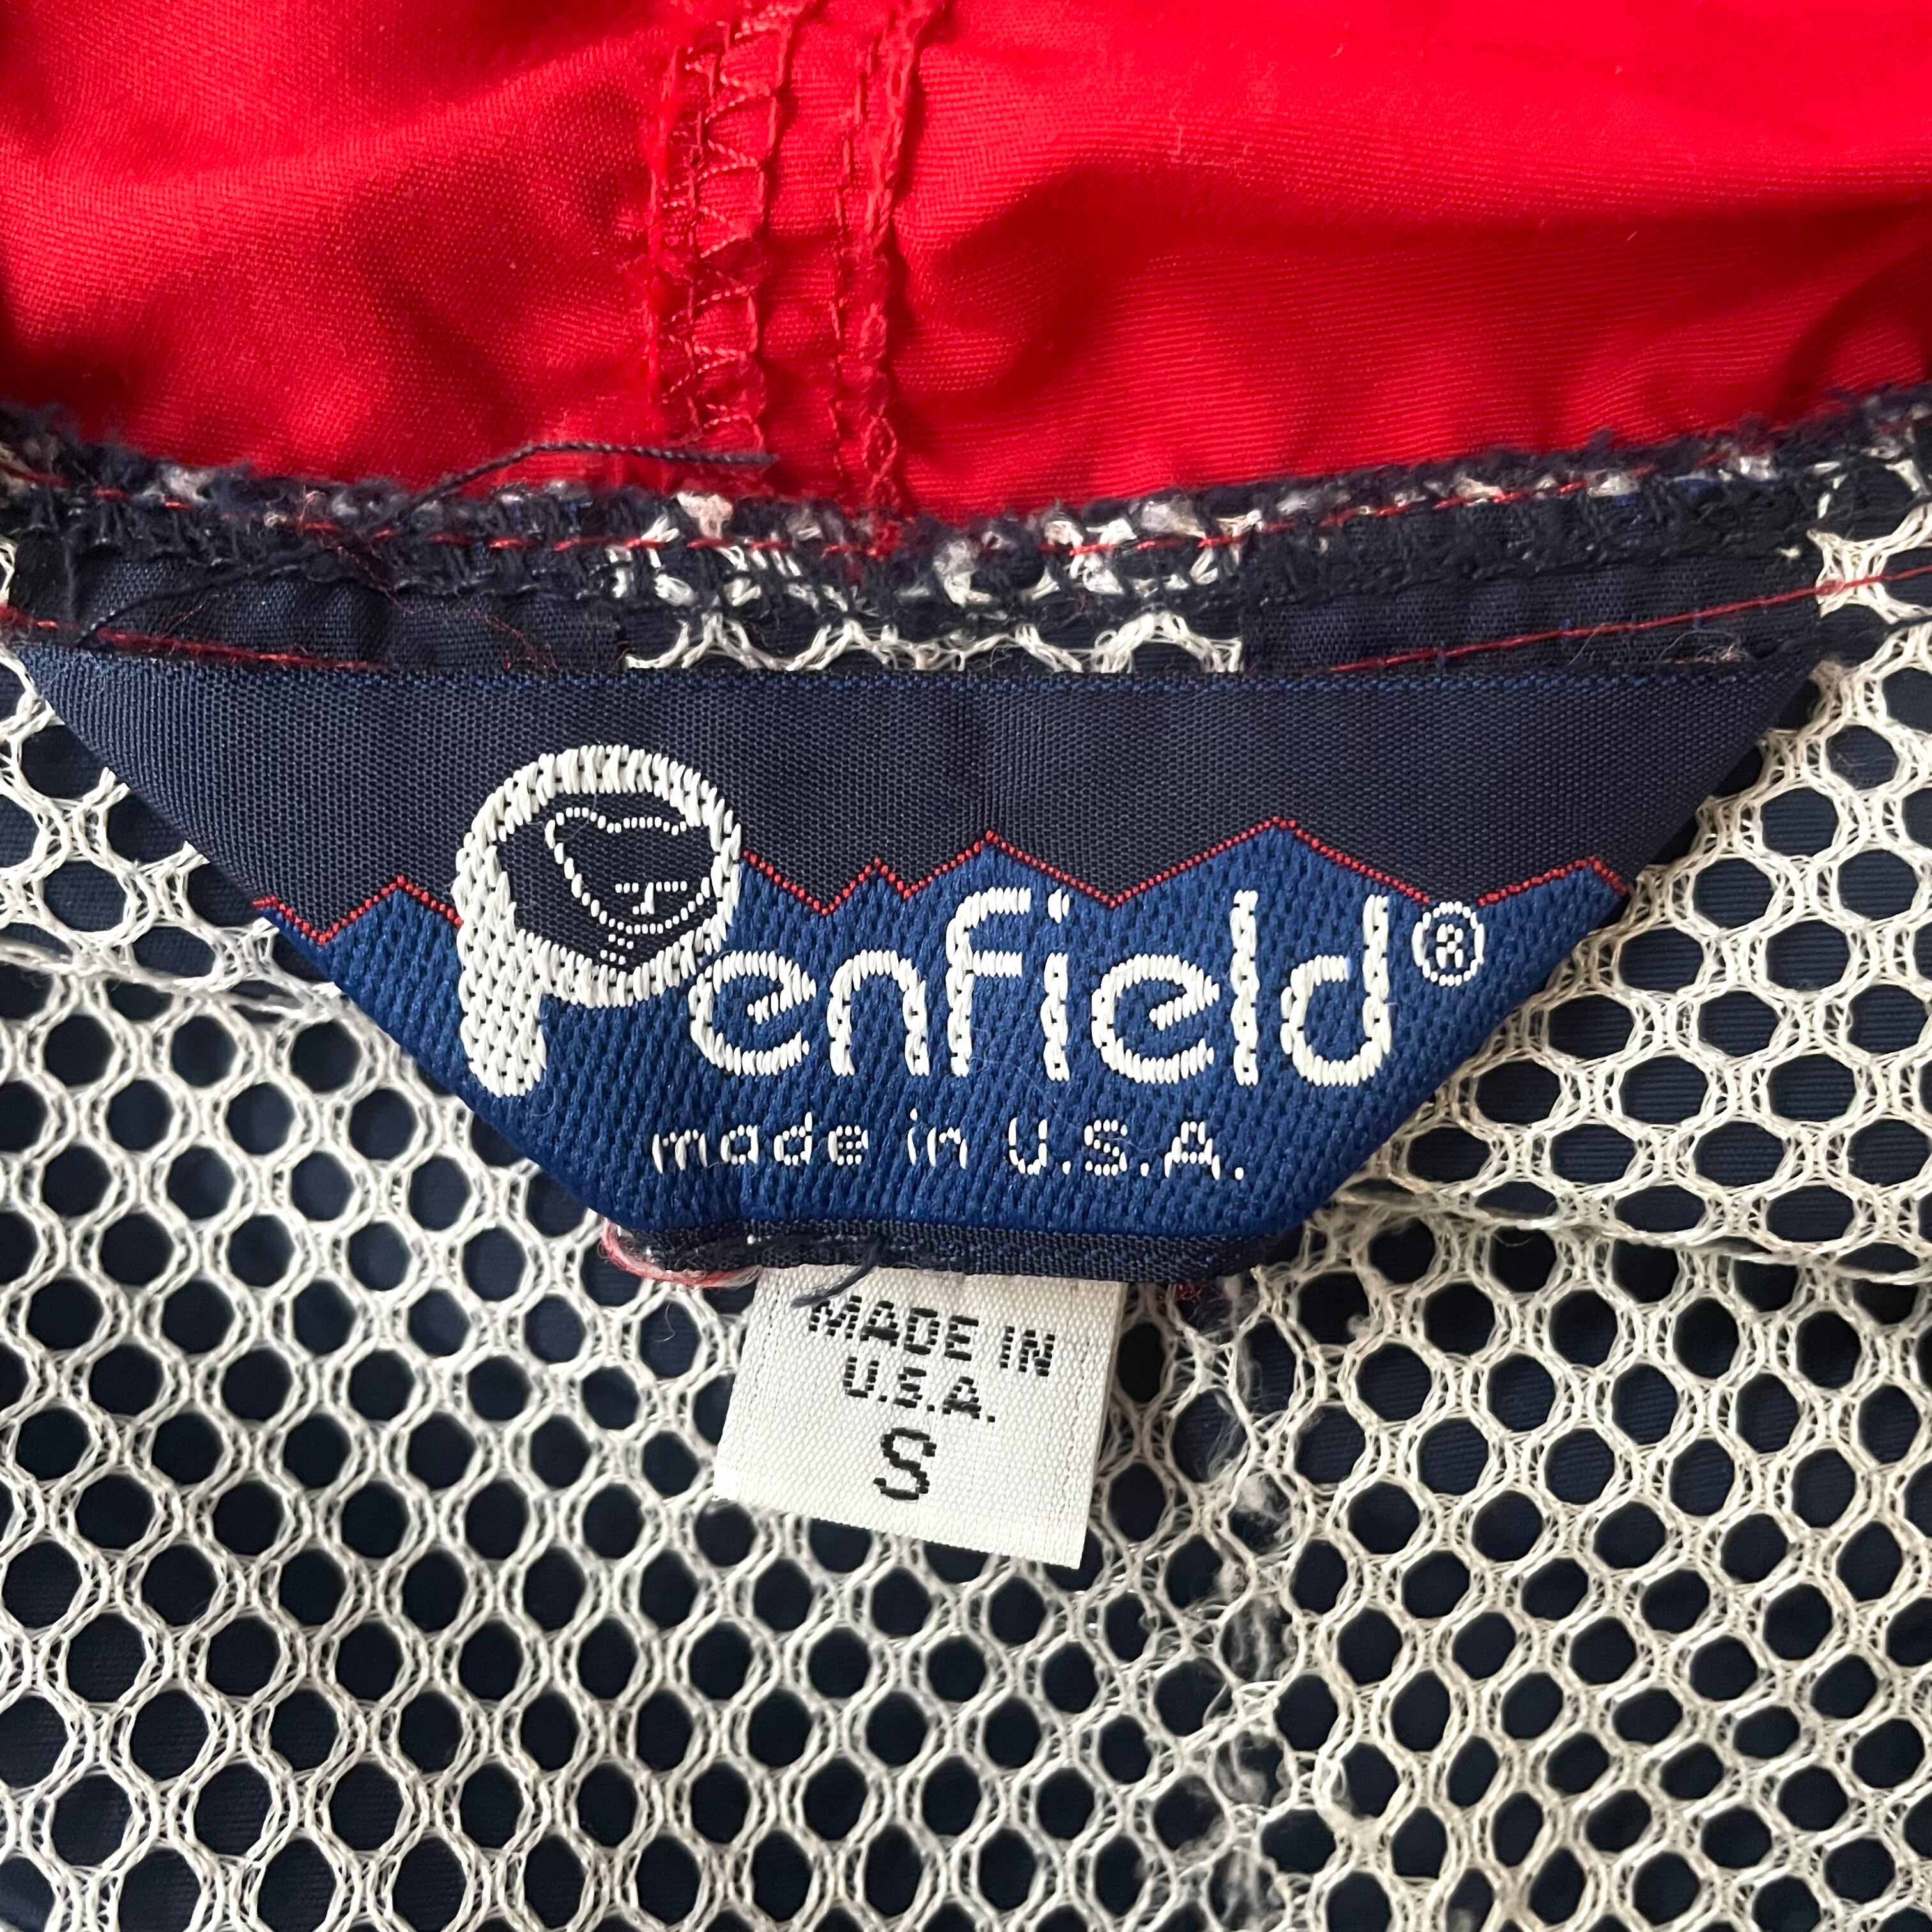 Penfield®
made in U.S.A.
MADE IN
U.S.A.
S